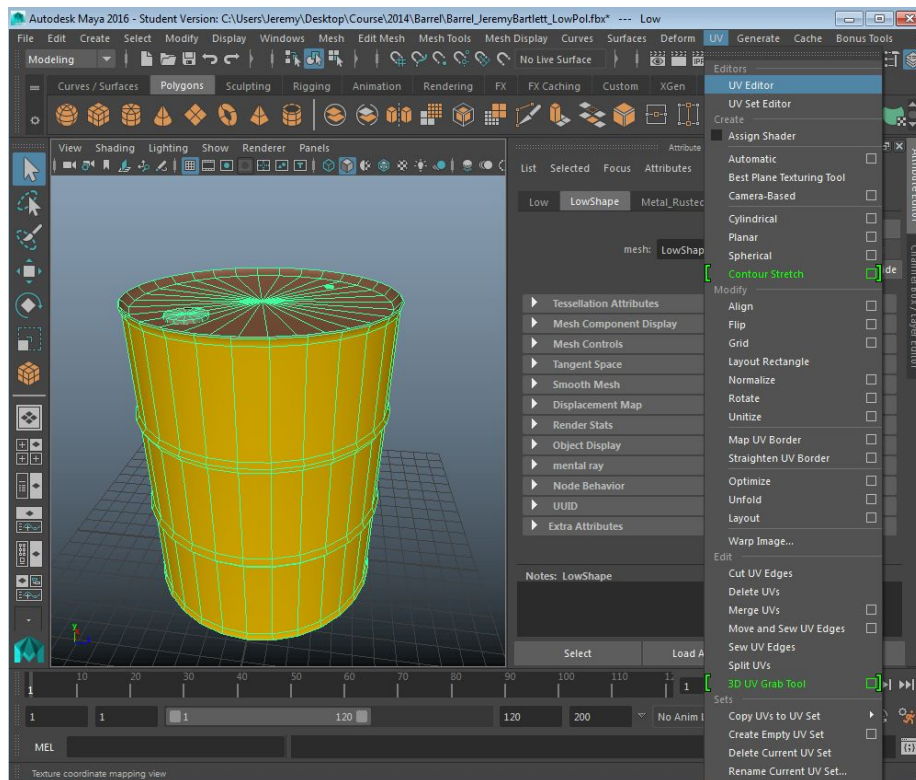 Autodesk Maya 2016 - Student Version: C:\Users\Jeremy\Desktop\Course\2014\Barrel\Barrel_JeremyBartlett_LowPol.fbx* --- Low
File Edit Create Select Modify Display Windows Mesh Edit Mesh Mesh Tools Mesh Display Curves Surfaces Deform UV Generate Cache Bonus Tools
Modeling No Live Surface
Curves / Surfaces Polygons Sculpting Rigging Animation Rendering FX FX Caching Custom XGen
View Shading Lighting Show Renderer Panels
Attribute
List Selected Focus Attributes
Low LowShape Metal_Rusted
mesh: LowShap
ide
Tessellation Attributes
Mesh Component Display
Mesh Controls
Tangent Space
Smooth Mesh
Displacement Map
Render Stats
Object Display
mental ray
Node Behavior
UUID
Extra Attributes
Notes: LowShape
Select Load A
Editors
UV Editor
UV Set Editor
Create
Assign Shader
Automatic
Best Plane Texturing Tool
Camera-Based
Cylindrical
Planar
Spherical
Contour Stretch
Modify
Align
Flip
Grid
Layout Rectangle
Normalize
Rotate
Unitize
Map UV Border
Straighten UV Border
Optimize
Unfold
Layout
Warp Image...
Edit
Cut UV Edges
Delete UVs
Merge UVs
Move and Sew UV Edges
Sew UV Edges
Split UVs
3D UV Grab Tool
Sets
Copy UVs to UV Set
Create Empty UV Set
Delete Current UV Set
Rename Current UV Set...
y
1 10 20 30 40 50 60 70 80 90 100 110 1
1 1 1 120 120 200 No Anim L
MEL
Texture coordinate mapping view